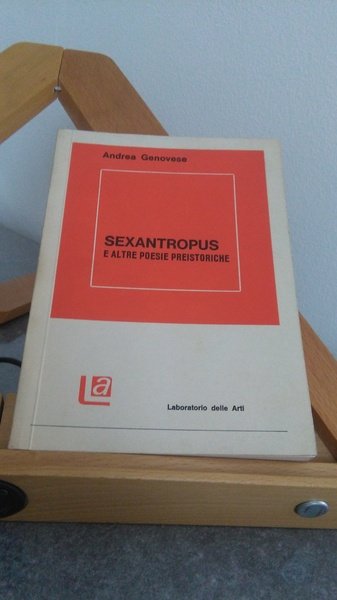 Andrea Genovese
SEXANTROPUS
E ALTRE POESIE PREISTORICHE
La
Laboratorio delle Arti